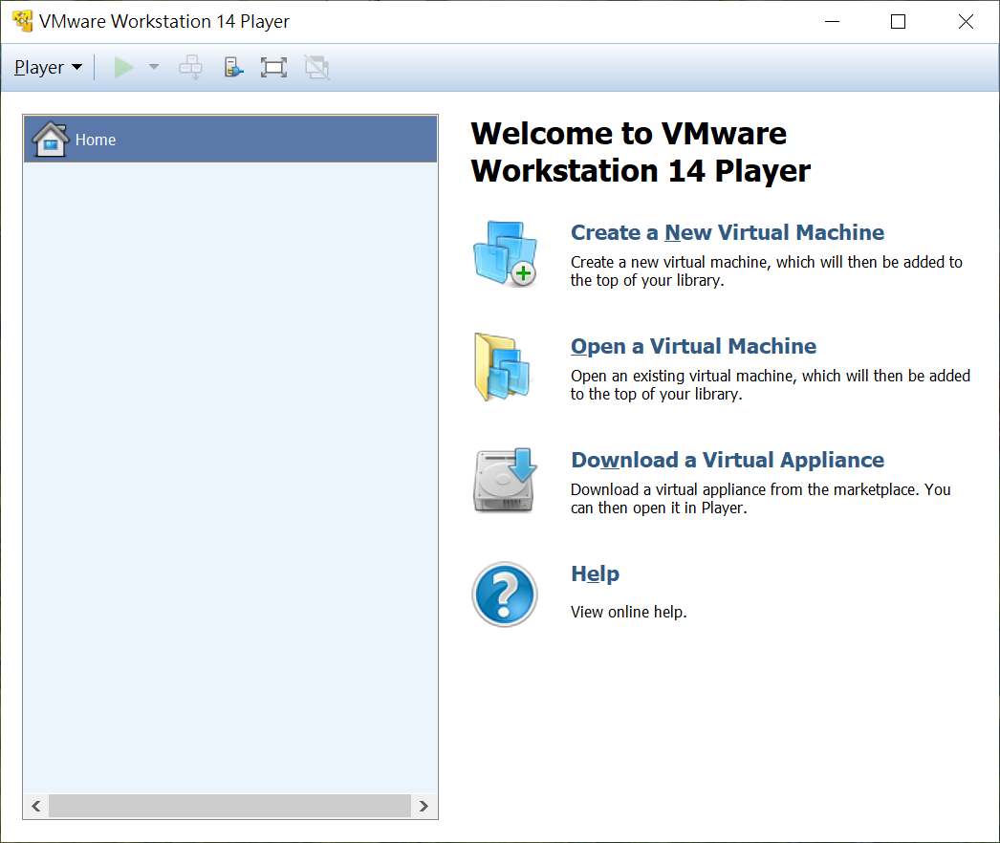 VMware Workstation 14 Player
Player
Home
Welcome to VMware
Workstation 14 Player
Create a New Virtual Machine
Create a new virtual machine, which will then be added to
the top of your library.
Open a Virtual Machine
Open an existing virtual machine, which will then be added
to the top of your library.
Download a Virtual Appliance
Download a virtual appliance from the marketplace. You
can then open it in Player.
Help
View online help.